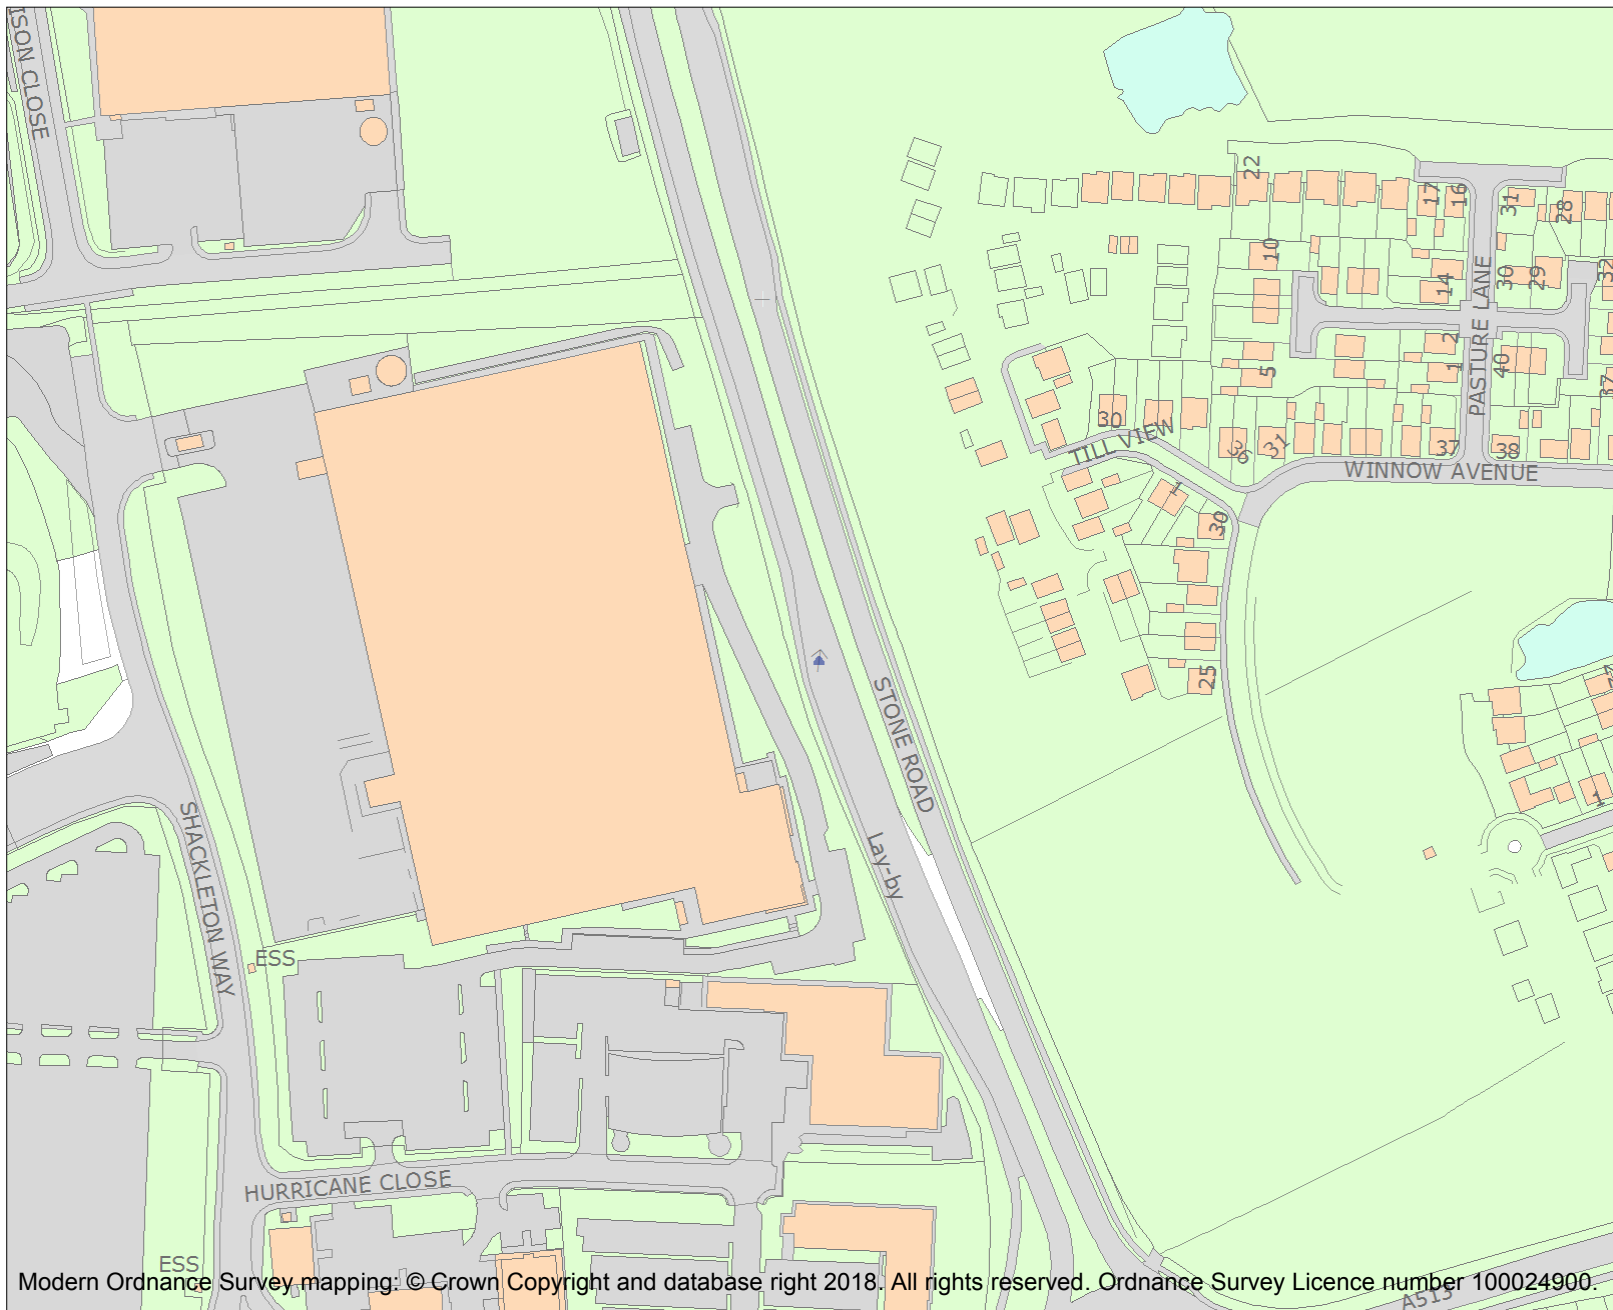 ISON CLOSE
22
17
16
31
28
10
14
30
29
32
PASTURE LANE
2
1
5
40
37
30
TILL VIEW
36
31
37
38
WINNOW AVENUE
1
30
25
STONE ROAD
1
Lay-by
SHACKLETON WAY
ESS
HURRICANE CLOSE
ESS
A513
Modern Ordnance Survey mapping: © Crown Copyright and database right 2018. All rights reserved. Ordnance Survey Licence number 100024900.